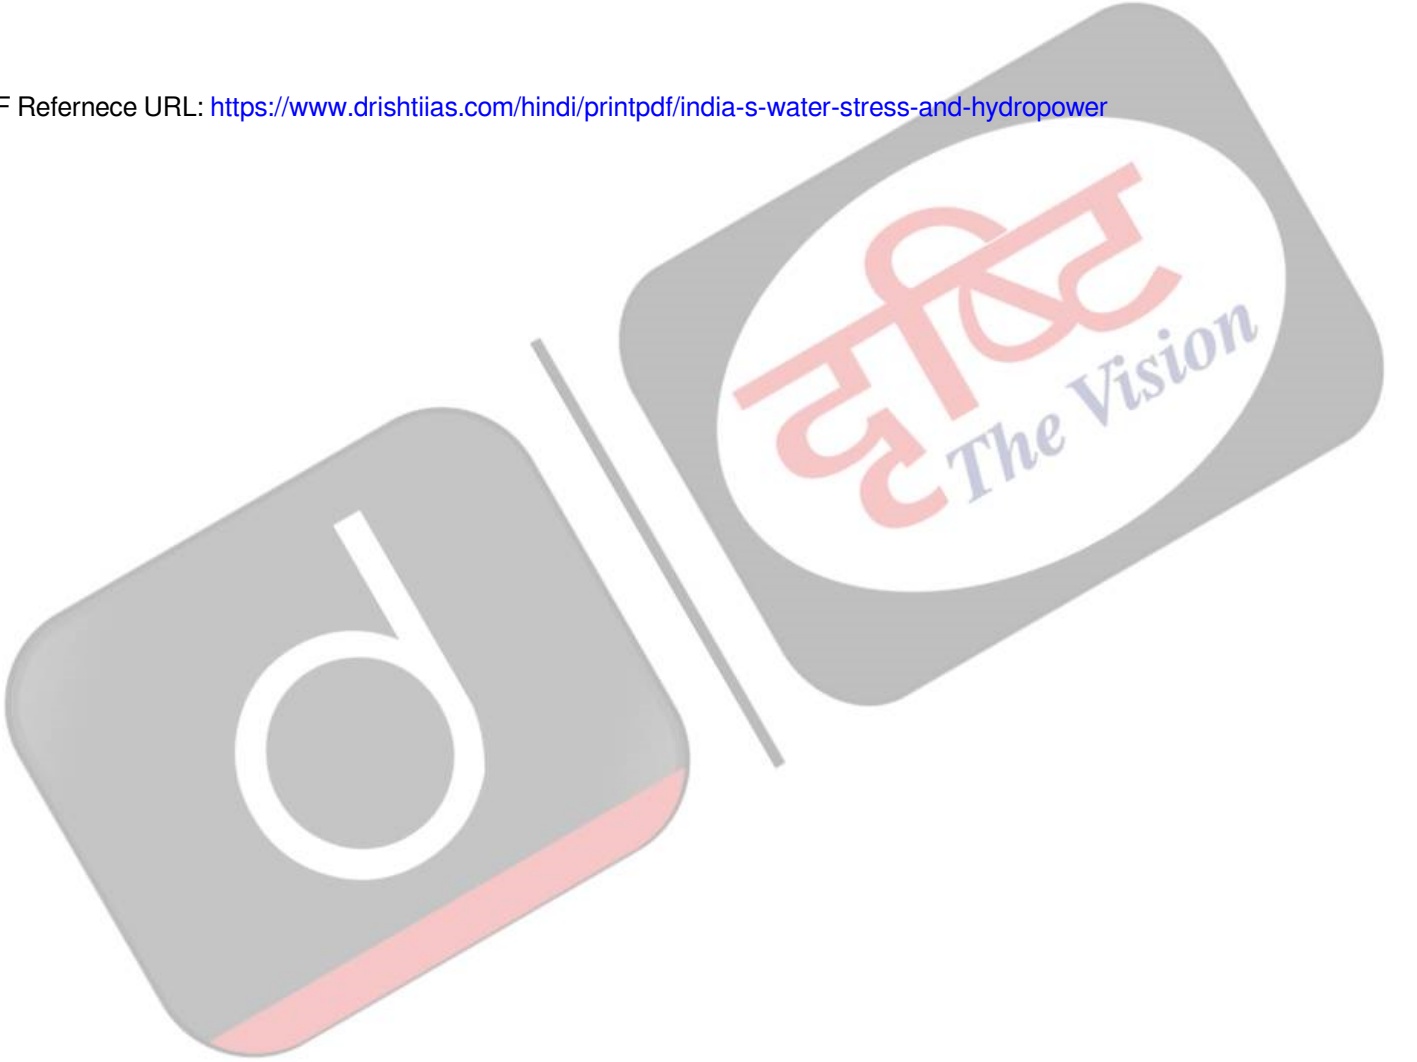 F Refernece URL: https://www.drishtiias.com/hindi/printpdf/india-s-water-stress-and-hydropower
दृष्टि
The Vision
d